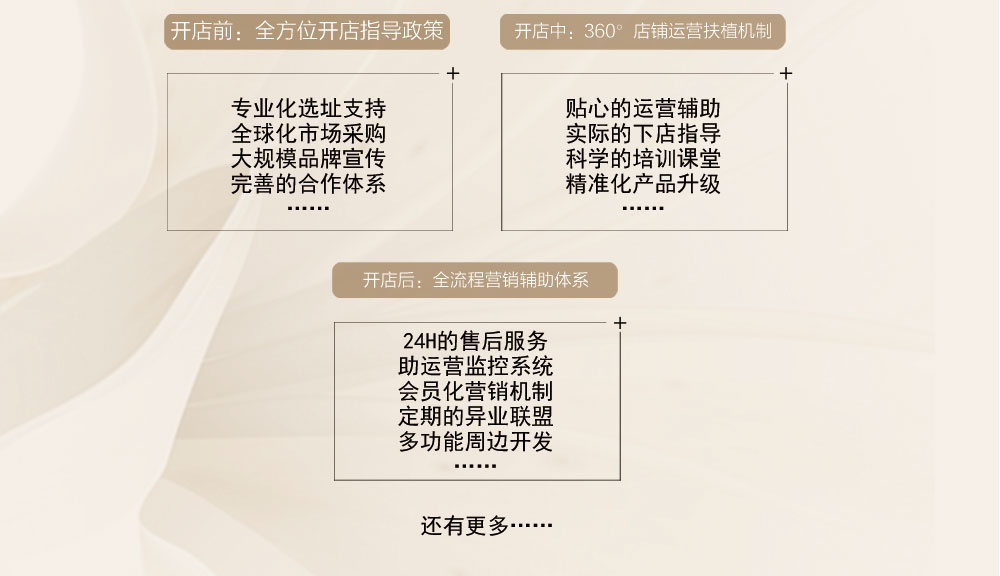 开店前：全方位开店指导政策
专业化选址支持
全球化市场采购
大规模品牌宣传
完善的合作体系
……
开店中：360°店铺运营扶植机制
贴心的运营辅助
实际的下店指导
科学的培训课堂
精准化产品升级
……
开店后：全流程营销辅助体系
24H的售后服务
助运营监控系统
会员化营销机制
定期的异业联盟
多功能周边开发
……
还有更多……